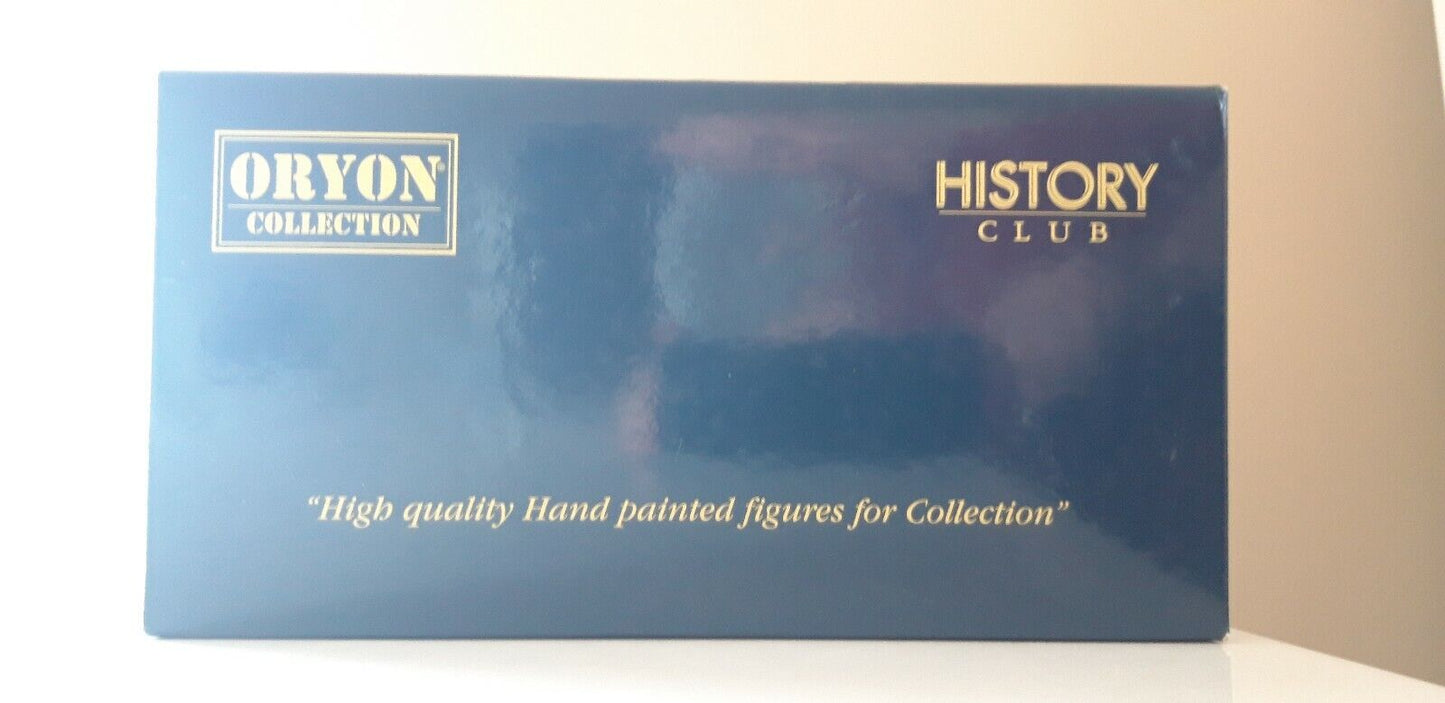 ORYON®
COLLECTION
HISTORY
CLUB
“High quality Hand painted figures for Collection”